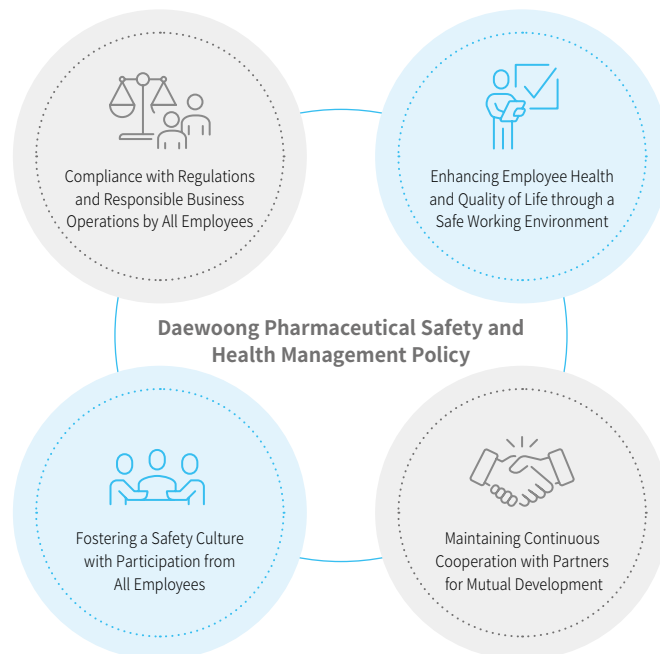 Compliance with Regulations
and Responsible Business
Operations by All Employees
Enhancing Employee Health
and Quality of Life through a
Safe Working Environment
Daewoong Pharmaceutical Safety and
Health Management Policy
Fostering a Safety Culture
with Participation from
All Employees
Maintaining Continuous
Cooperation with Partners
for Mutual Development